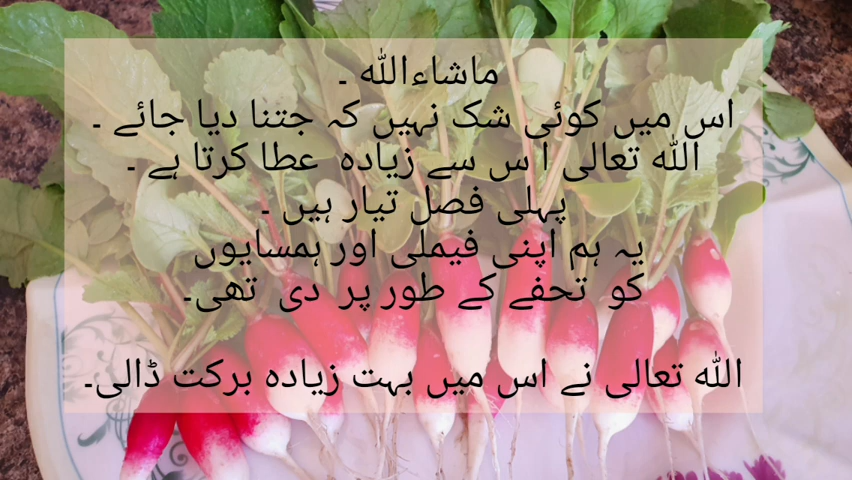 ماشاءاللہ ۔
اس میں کوئی شک نہیں کہ جتنا دیا جائے ۔
اللہ تعالی ا س سے زیادہ عطا کرتا ہے ۔
پہلی فصل تیار ہیں ۔
یہ ہم اپنی فیملی اور ہمسایوں
کو تحفے کے طور پر دی تھی۔
اللہ تعالی نے اس میں بہت زیادہ برکت ڈالی۔